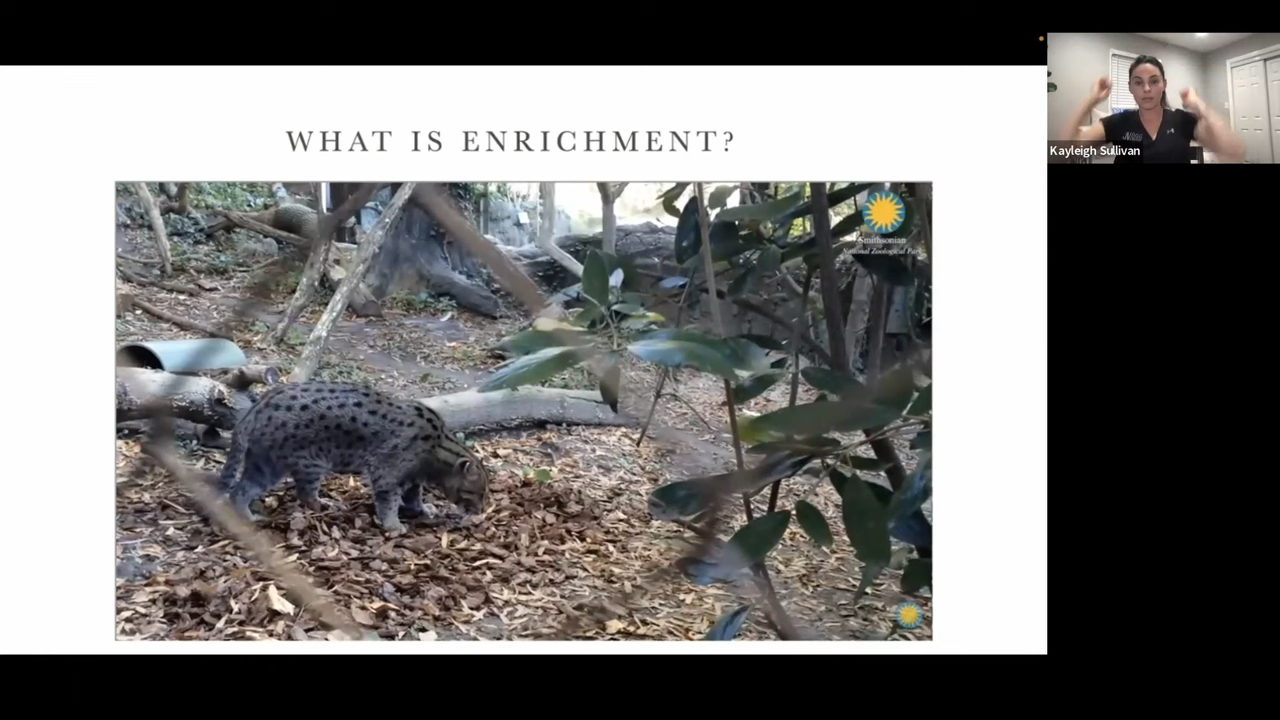 WHAT IS ENRICHMENT?
Smithsonian
National Zoological Park
Kayleigh Sullivan